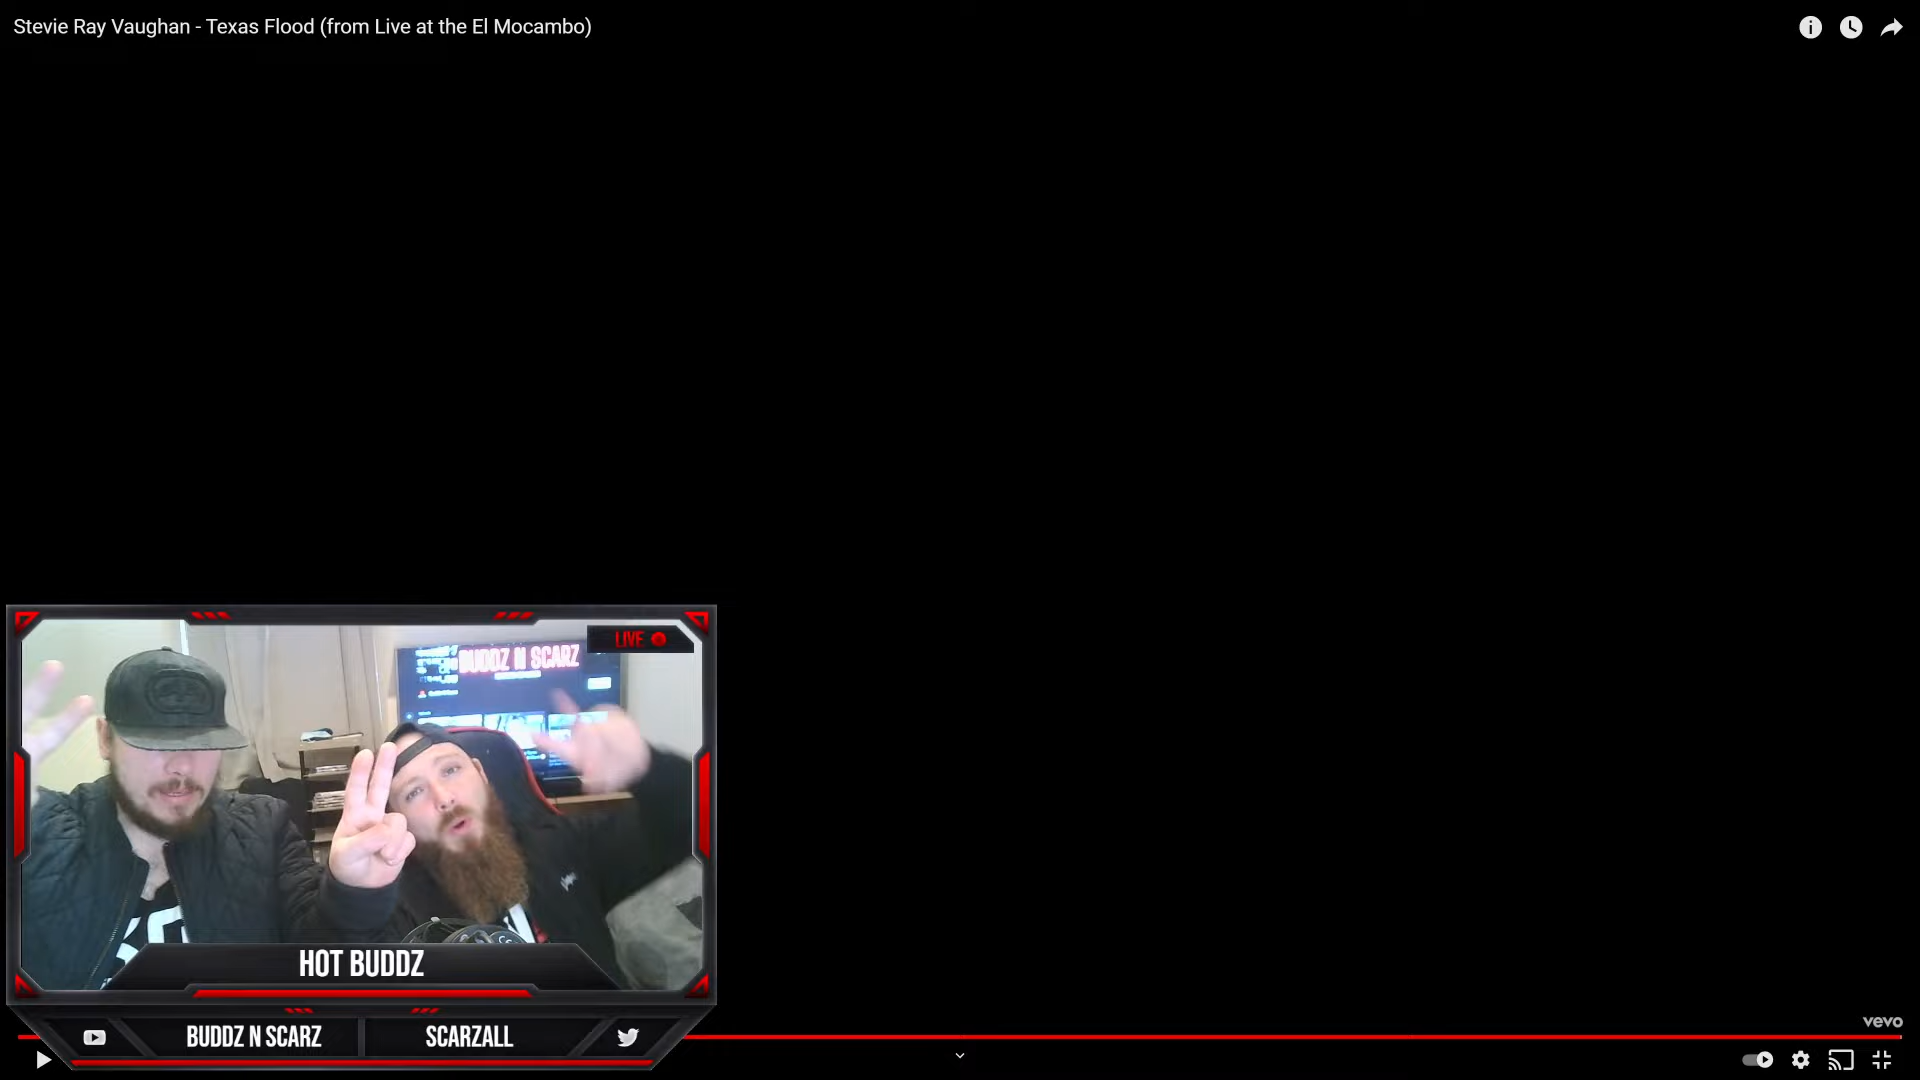 Stevie Ray Vaughan - Texas Flood (from Live at the El Mocambo)
LIVE
BUDDZ N SCARZ
HOT BUDDZ
BUDDZ N SCARZ
SCARZALL
vevo